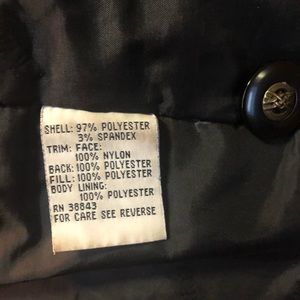 SHELL: 97% POLYESTER
3% SPANDEX
TRIM: FACE:
100% NYLON
BACK: 100% POLYESTER
FILL: 100% POLYESTER
BODY LINING:
100% POLYESTER
RN 38843
FOR CARE SEE REVERSE